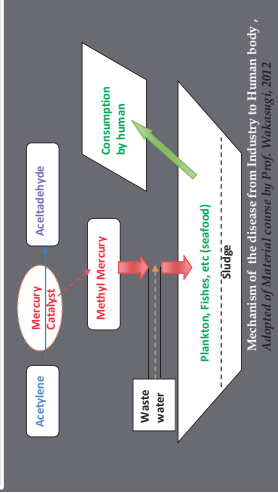 Acetylene
Mercury
Catalyst
Aceltadehyde
Methyl Mercury
Consumption
by human
Waste
water
Plankton, Fishes, etc (seafood)
Sludge
Mechanism of the disease from Industry to Human body ,
Adopted of Material course by Prof. Wakasugi, 2012